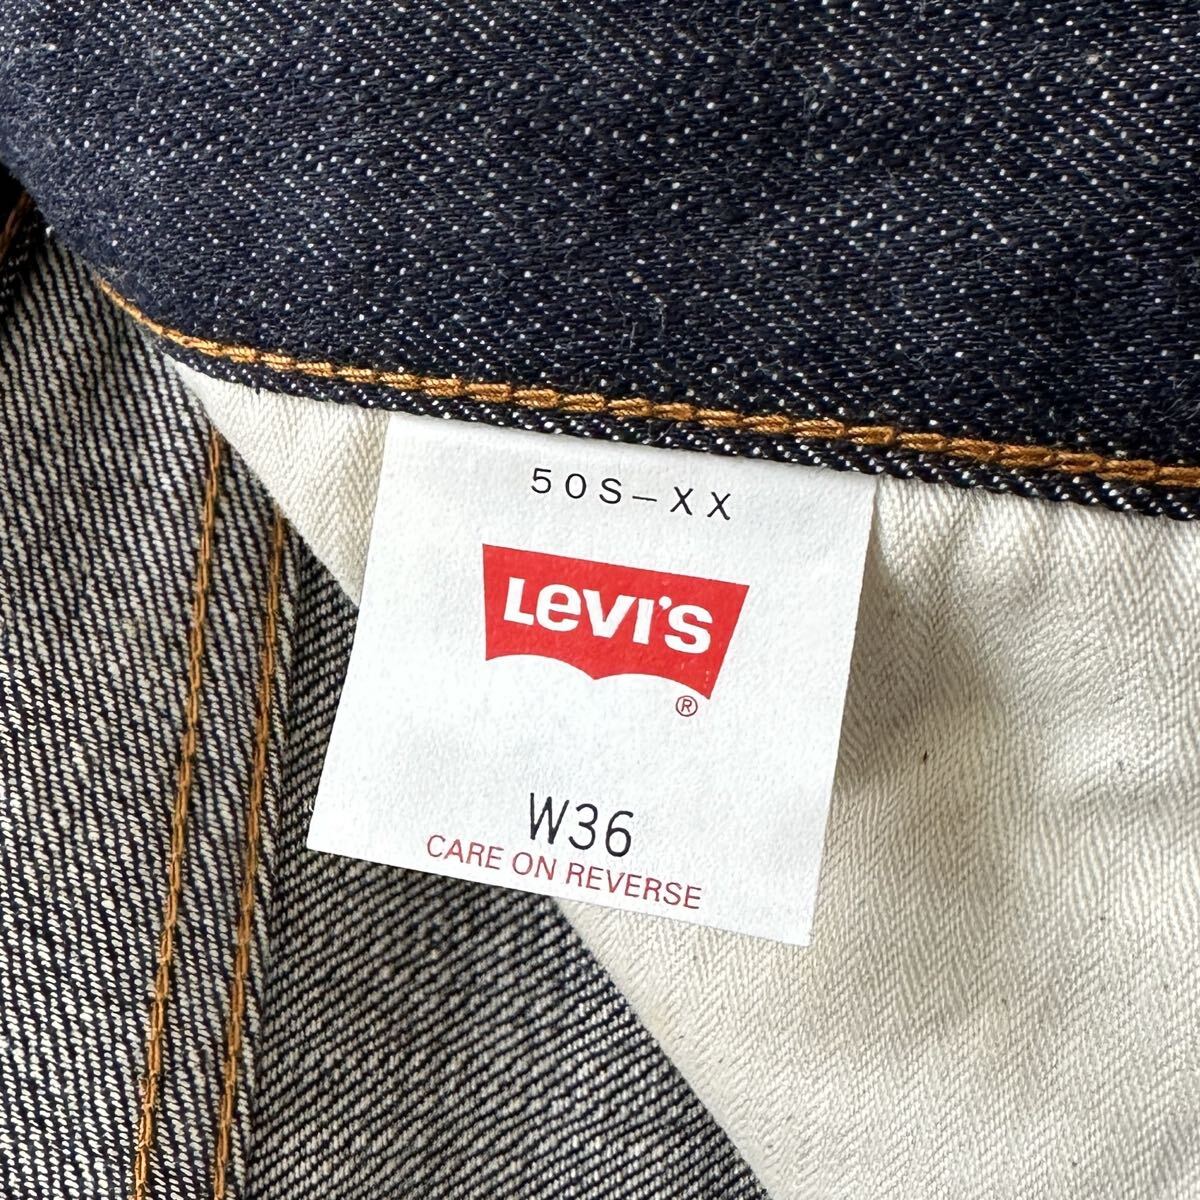 50S-XX
LEVI'S
®
W36
CARE ON REVERSE